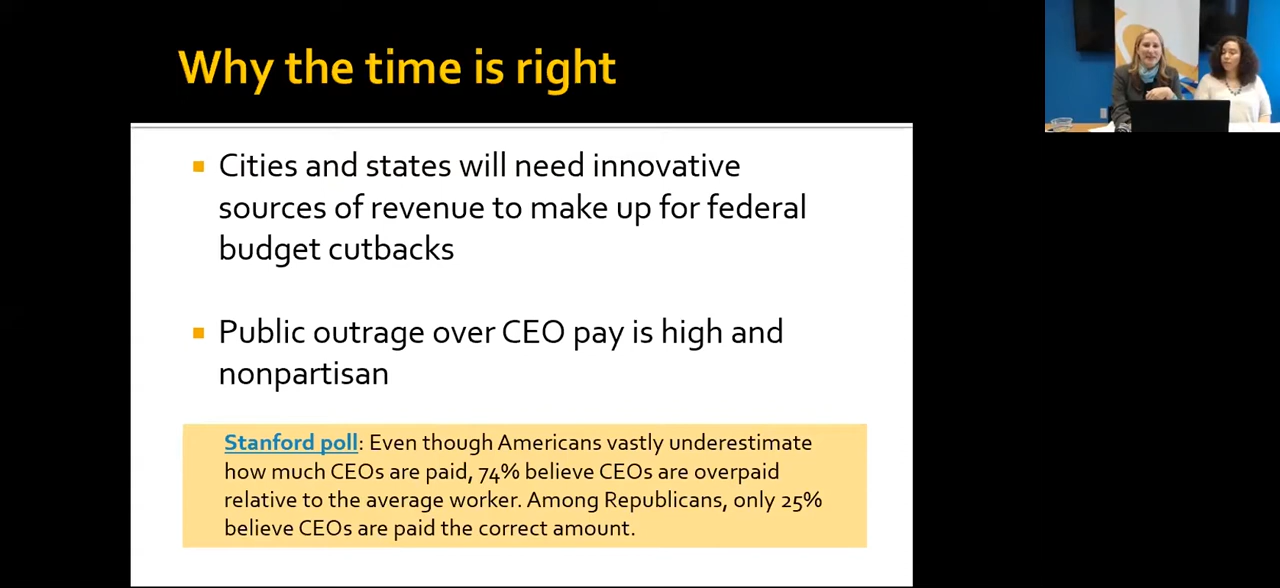 Why the time is right
Cities and states will need innovative
sources of revenue to make up for federal
budget cutbacks
Public outrage over CEO pay is high and
nonpartisan
Stanford poll: Even though Americans vastly underestimate
how much CEOs are paid, 74% believe CEOs are overpaid
relative to the average worker. Among Republicans, only 25%
believe CEOs are paid the correct amount.